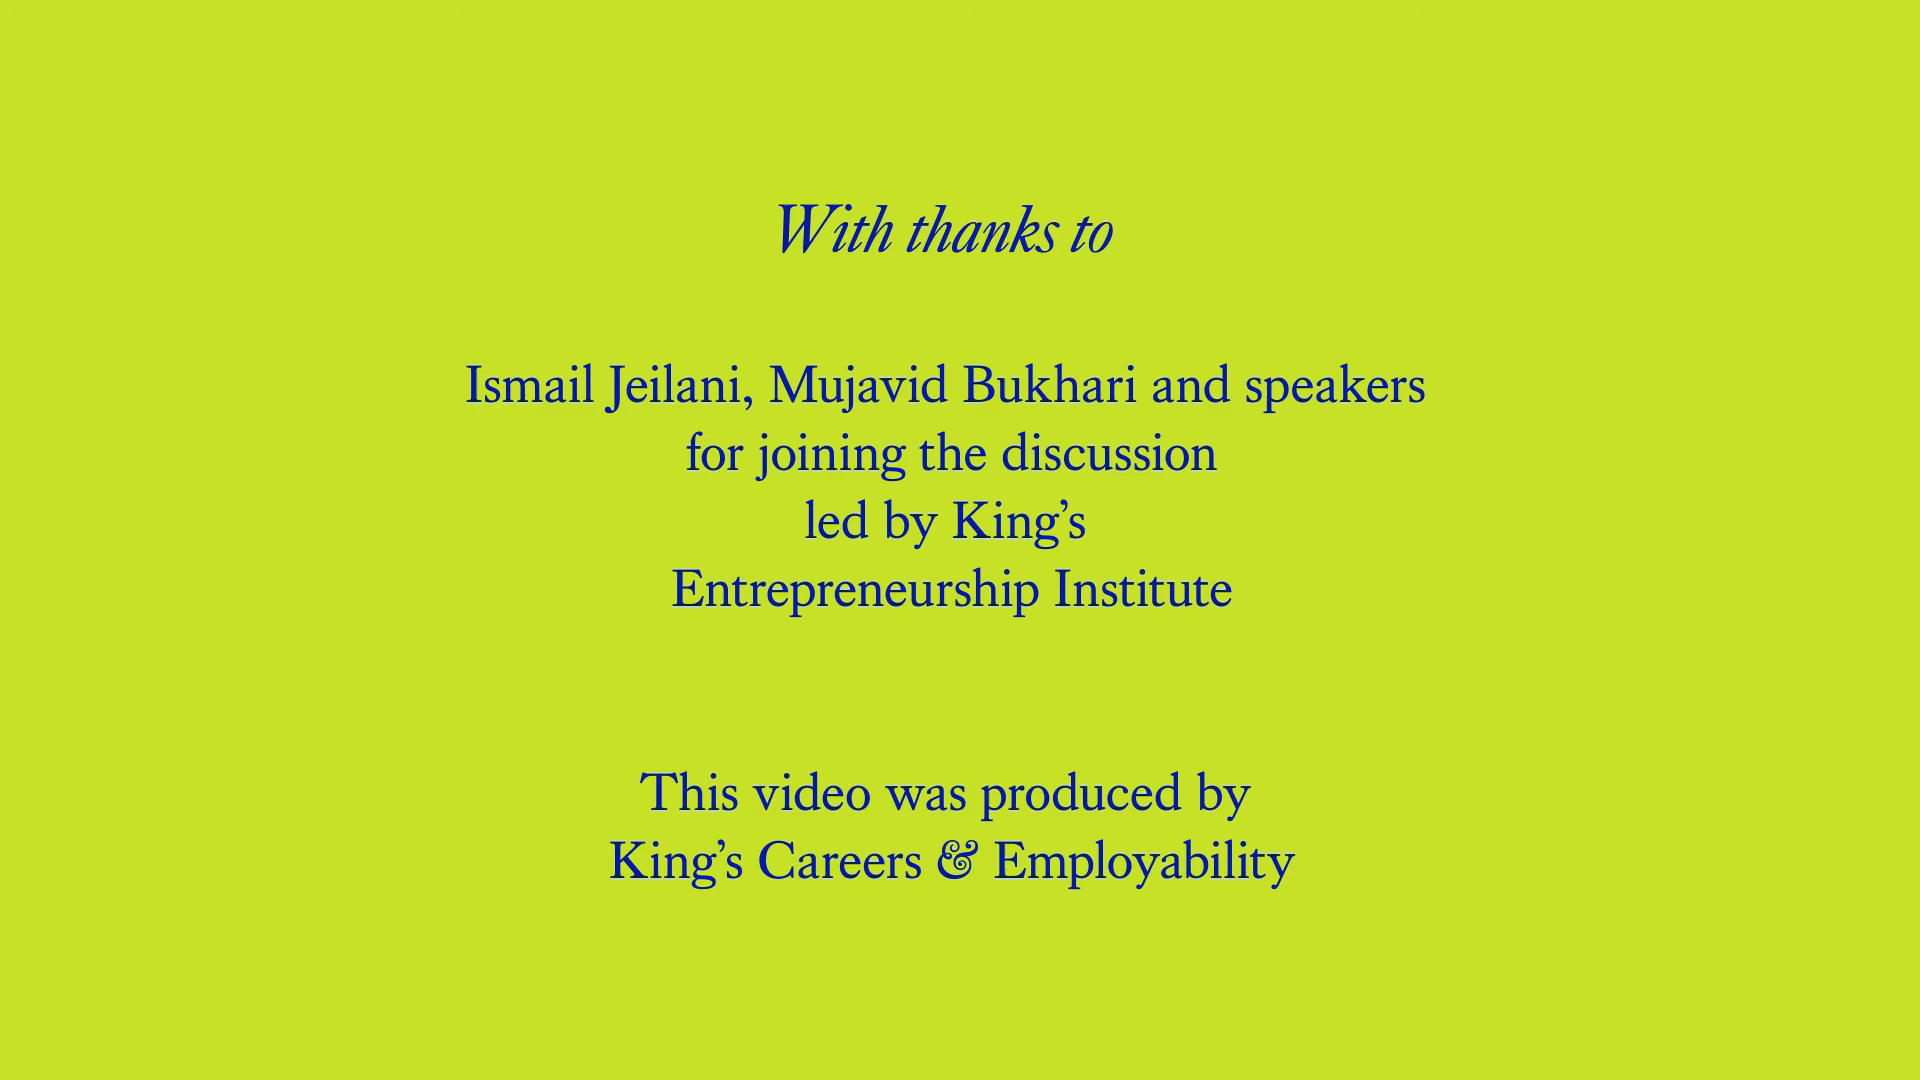 With thanks to
Ismail Jeilani, Mujavid Bukhari and speakers
for joining the discussion
led by King’s
Entrepreneurship Institute
This video was produced by
King’s Careers & Employability